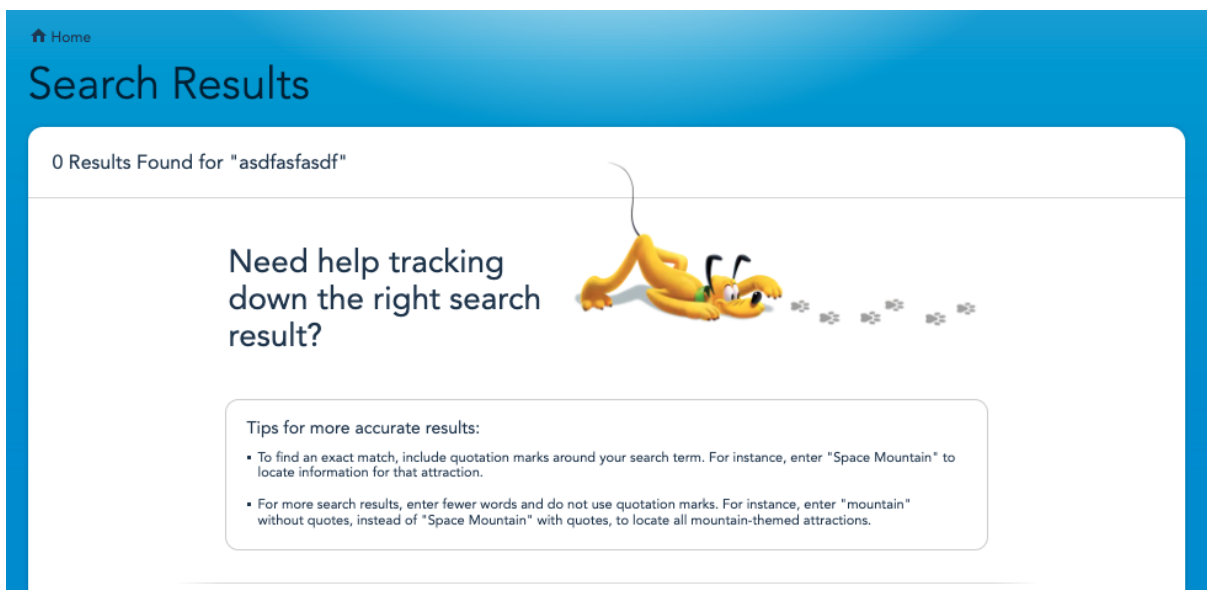 Home
Search Results
0 Results Found for "asdfasfasdf"
Need help tracking
down the right search
result?
Tips for more accurate results:
▪ To find an exact match, include quotation marks around your search term. For instance, enter "Space Mountain" to
locate information for that attraction.
▪ For more search results, enter fewer words and do not use quotation marks. For instance, enter "mountain"
without quotes, instead of "Space Mountain" with quotes, to locate all mountain-themed attractions.